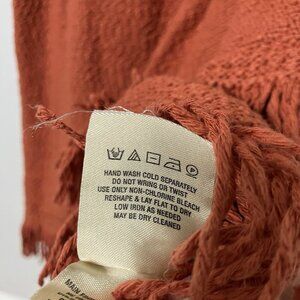 HAND WASH COLD SEPARATELY
DO NOT WRING OR TWIST
USE ONLY NON-CHLORINE BLEACH
RESHAPE & LAY FLAT TO DRY
LOW IRON AS NEEDED
MAY BE DRY CLEANED